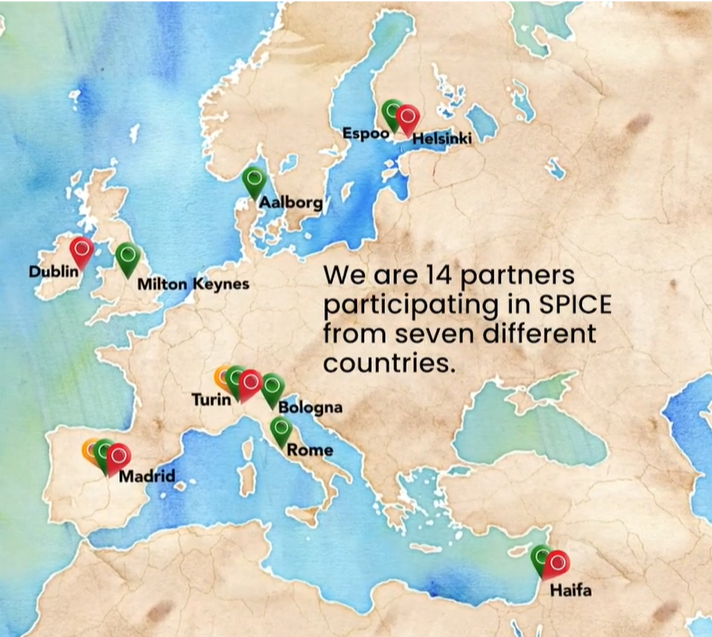 Espoo
Helsinki
Aalborg
Dublin
Milton Keynes
We are 14 partners
participating in SPICE
from seven different
countries.
Turin
Bologna
Rome
Madrid
Haifa